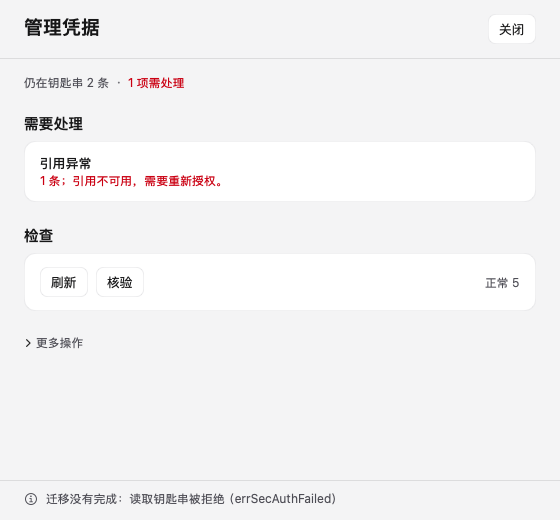 管理凭据
关闭
仍在钥匙串 2 条 · 1 项需处理
需要处理
引用异常
1 条；引用不可用，需要重新授权。
检查
刷新
核验
正常 5
更多操作
迁移没有完成：读取钥匙串被拒绝（errSecAuthFailed）